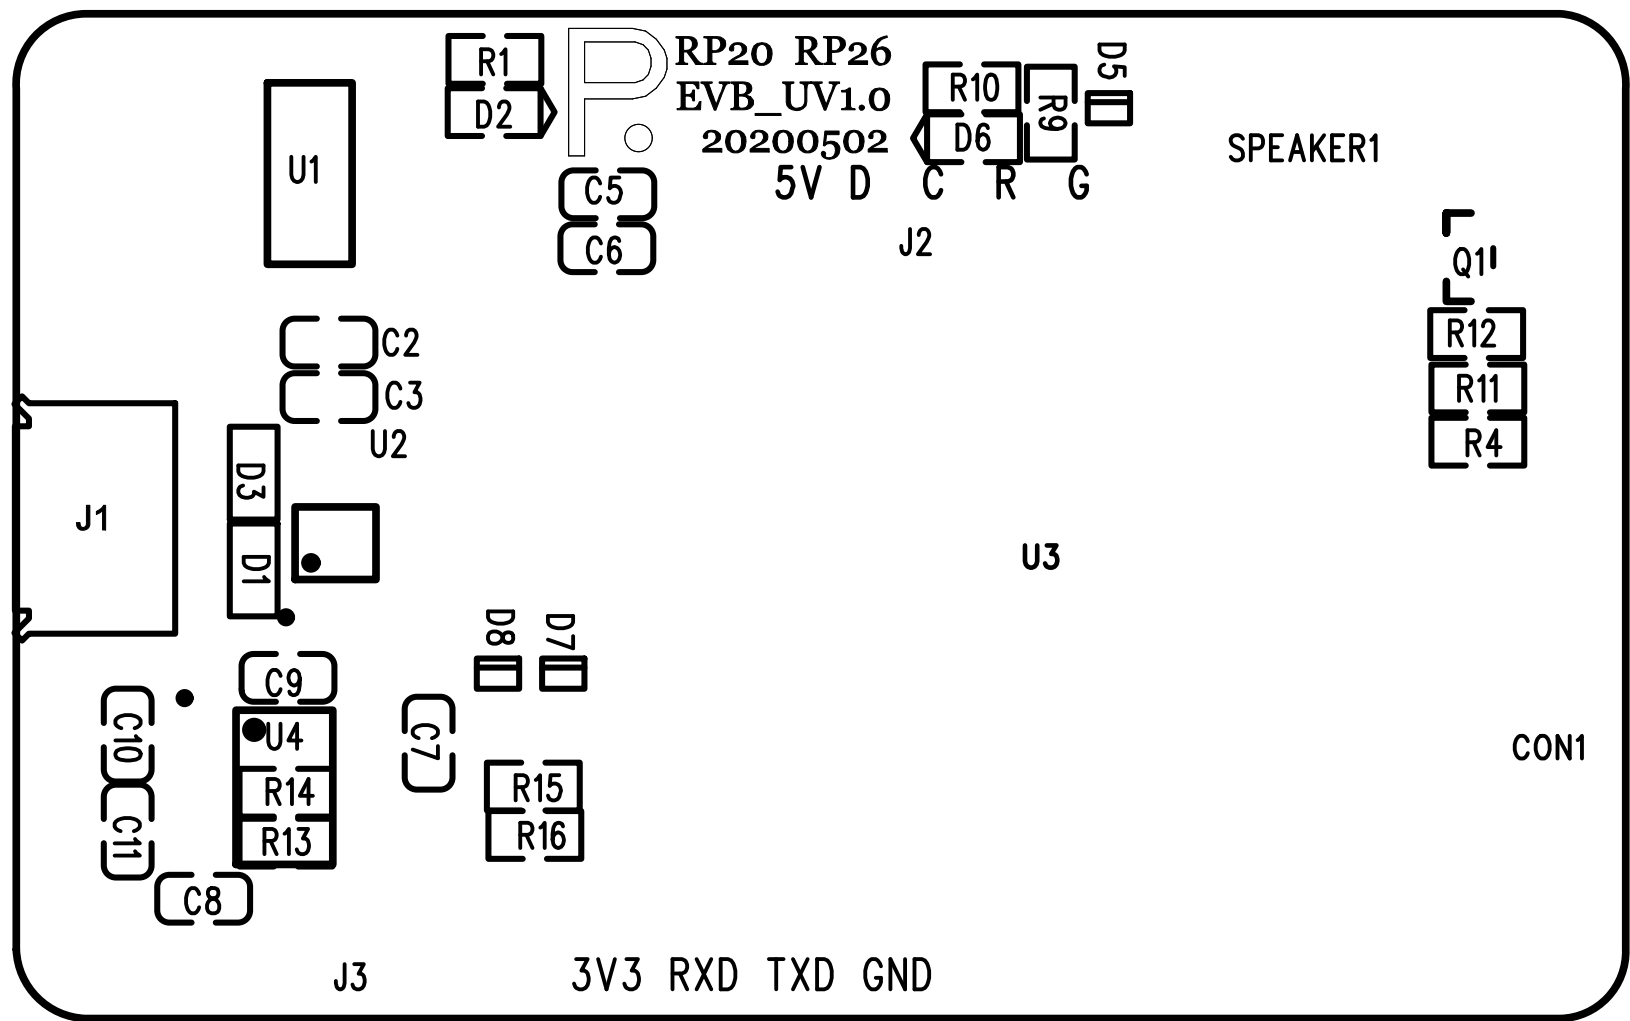 R1
D2
P.
RP20 RP26
EVB_UV1.0
20200502
R10
D6
R9
D5
5V D C R G
J2
SPEAKER1
U1
C5
C6
Q1
R12
R11
R4
C2
C3
U2
D3
D1
J1
U3
D8
D7
C9
U4
R14
R13
C10
C11
C8
C7
R15
R16
CON1
J3
3V3 RXD TXD GND